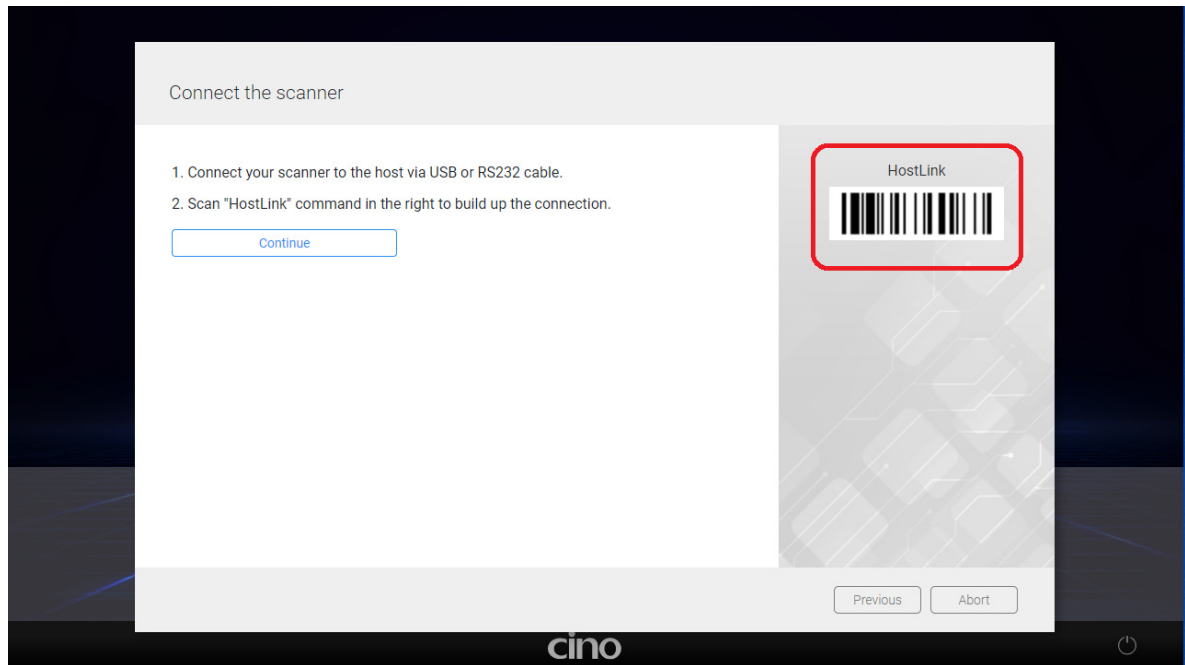 Connect the scanner
1. Connect your scanner to the host via USB or RS232 cable.
2. Scan "HostLink" command in the right to build up the connection.
Continue
HostLink
Previous
Abort
cino